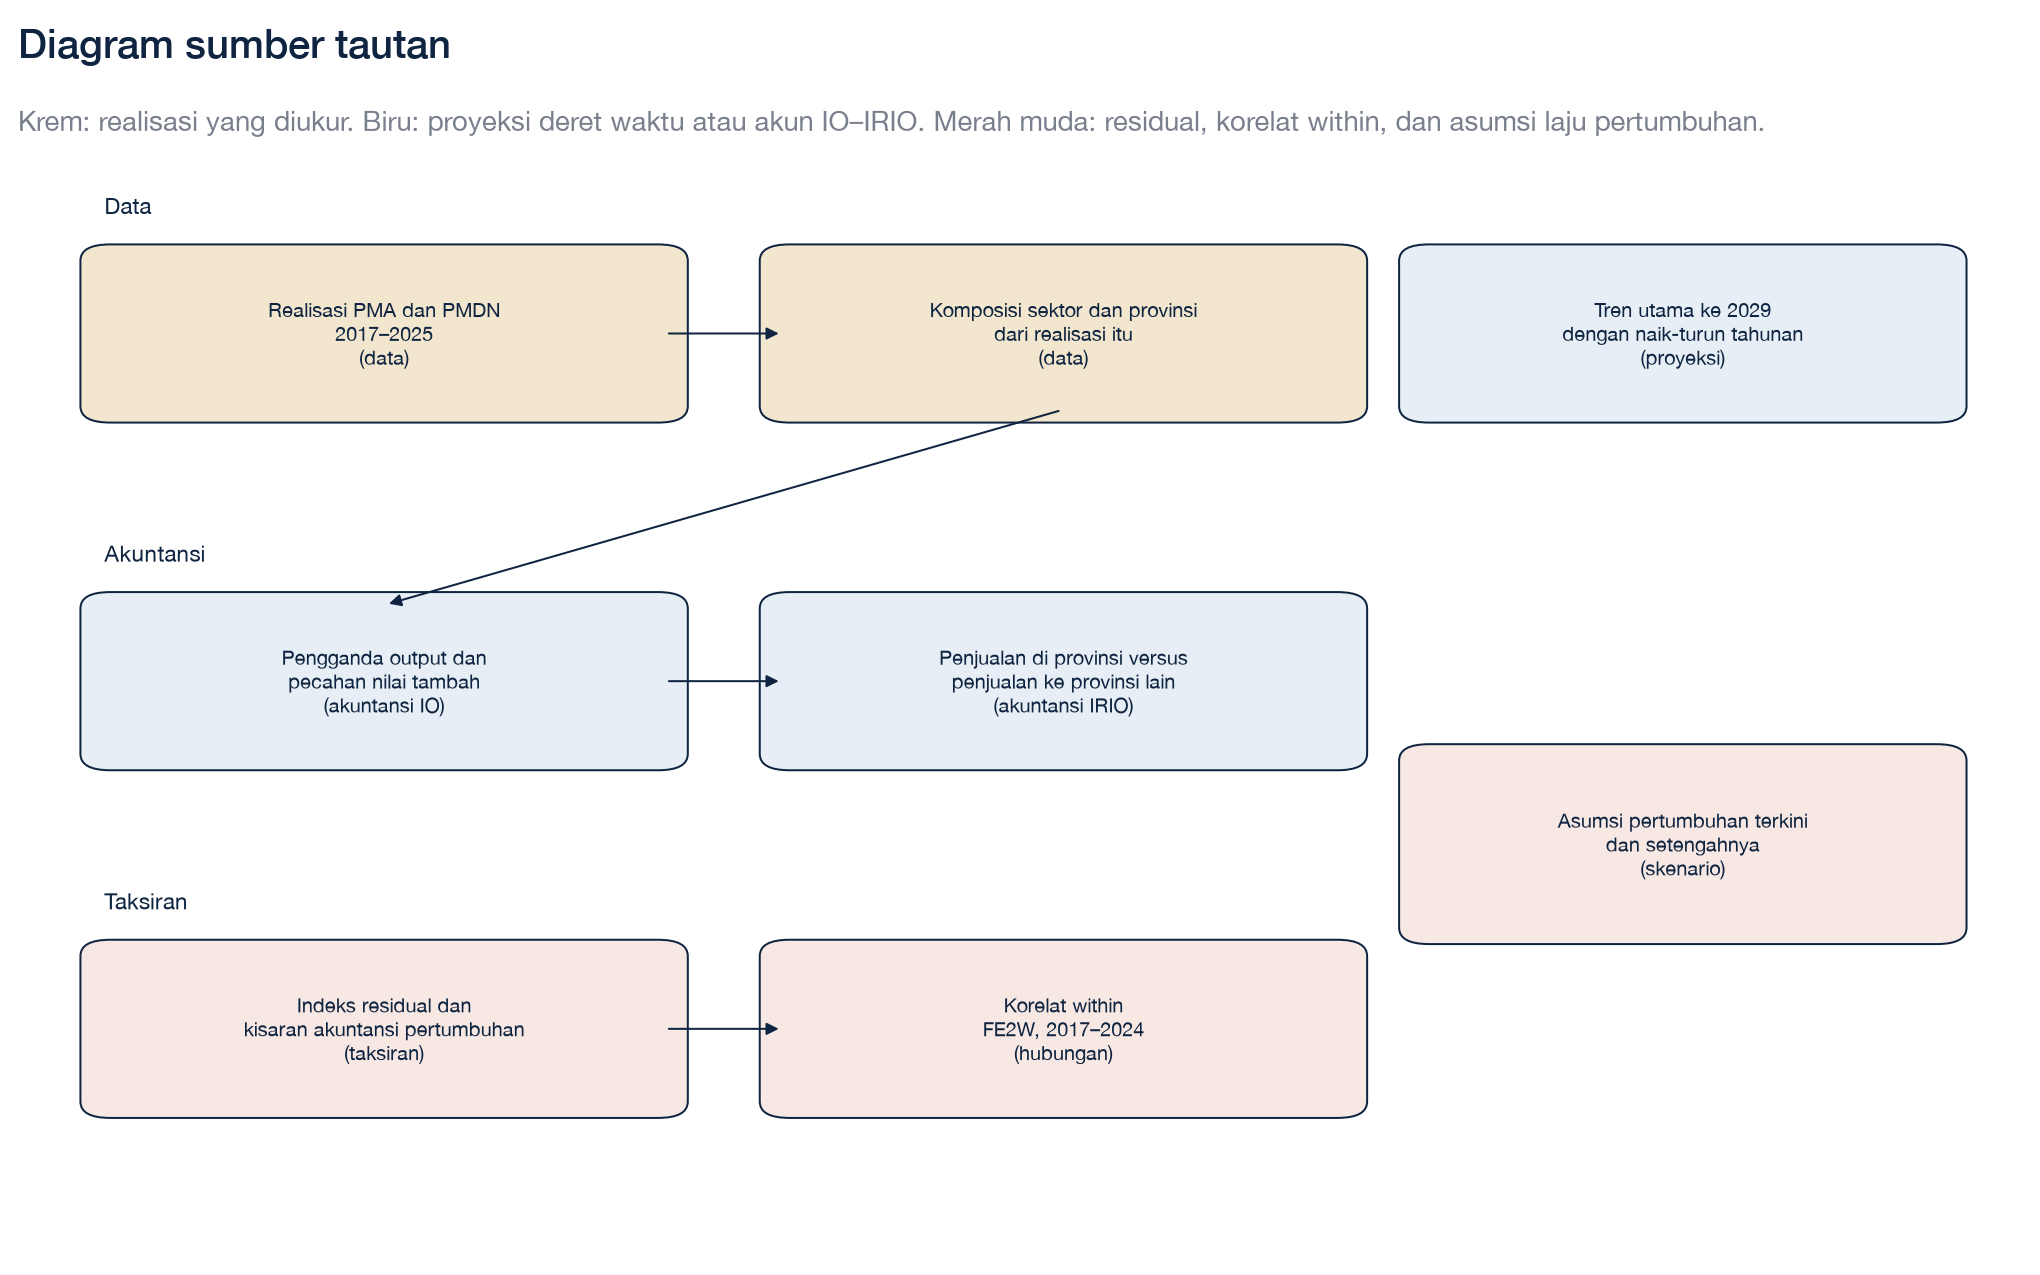 Diagram sumber tautan
Krem: realisasi yang diukur. Biru: proyeksi deret waktu atau akun IO–IRIO. Merah muda: residual, korelat within, dan asumsi laju pertumbuhan.
Data
Realisasi PMA dan PMDN
2017–2025
(data)
Komposisi sektor dan provinsi
dari realisasi itu
(data)
Tren utama ke 2029
dengan naik-turun tahunan
(proyeksi)
Akuntansi
Pengganda output dan
pecahan nilai tambah
(akuntansi IO)
Penjualan di provinsi versus
penjualan ke provinsi lain
(akuntansi IRIO)
Asumsi pertumbuhan terkini
dan setengahnya
(skenario)
Taksiran
Indeks residual dan
kisaran akuntansi pertumbuhan
(taksiran)
Korelat within
FE2W, 2017–2024
(hubungan)